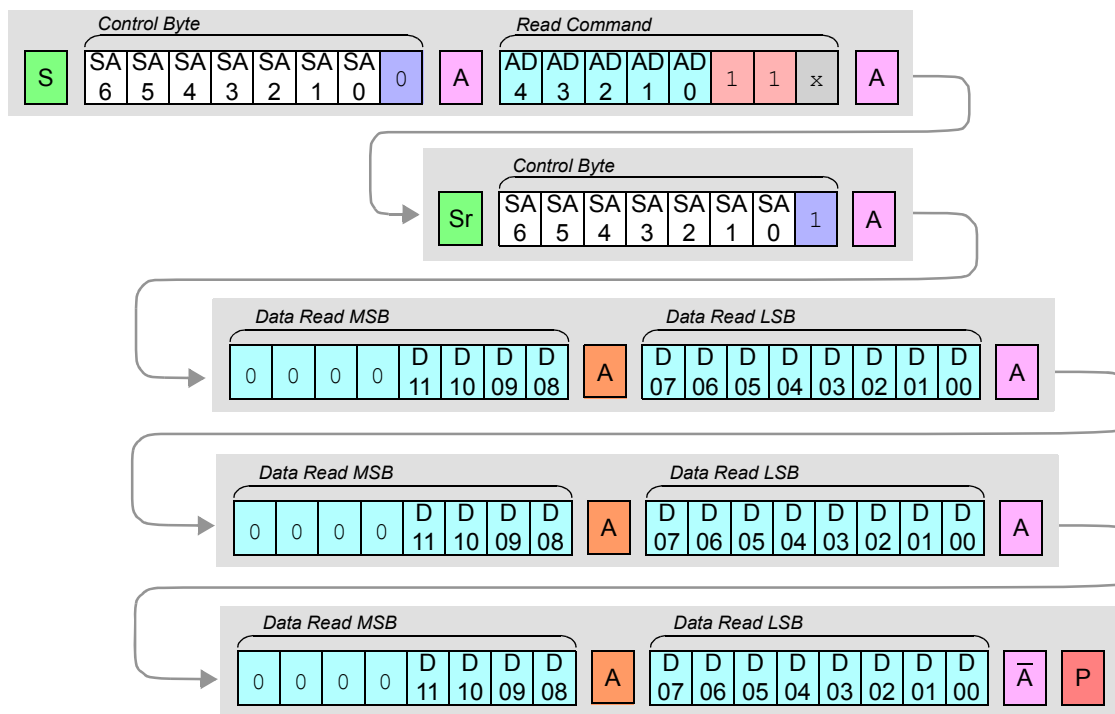 Control Byte Read Command
S SA SA SA SA SA SA SA 0 A AD AD AD AD AD 1 1 x A
6 5 4 3 2 1 0 4 3 2 1 0
Control Byte
Sr SA SA SA SA SA SA SA 1 A
6 5 4 3 2 1 0
Data Read MSB Data Read LSB
0 0 0 0 D D D D A D D D D D D D D A
11 10 09 08 07 06 05 04 03 02 01 00
Data Read MSB Data Read LSB
0 0 0 0 D D D D A D D D D D D D D A
11 10 09 08 07 06 05 04 03 02 01 00
Data Read MSB Data Read LSB
0 0 0 0 D D D D A D D D D D D D D A̅ P
11 10 09 08 07 06 05 04 03 02 01 00